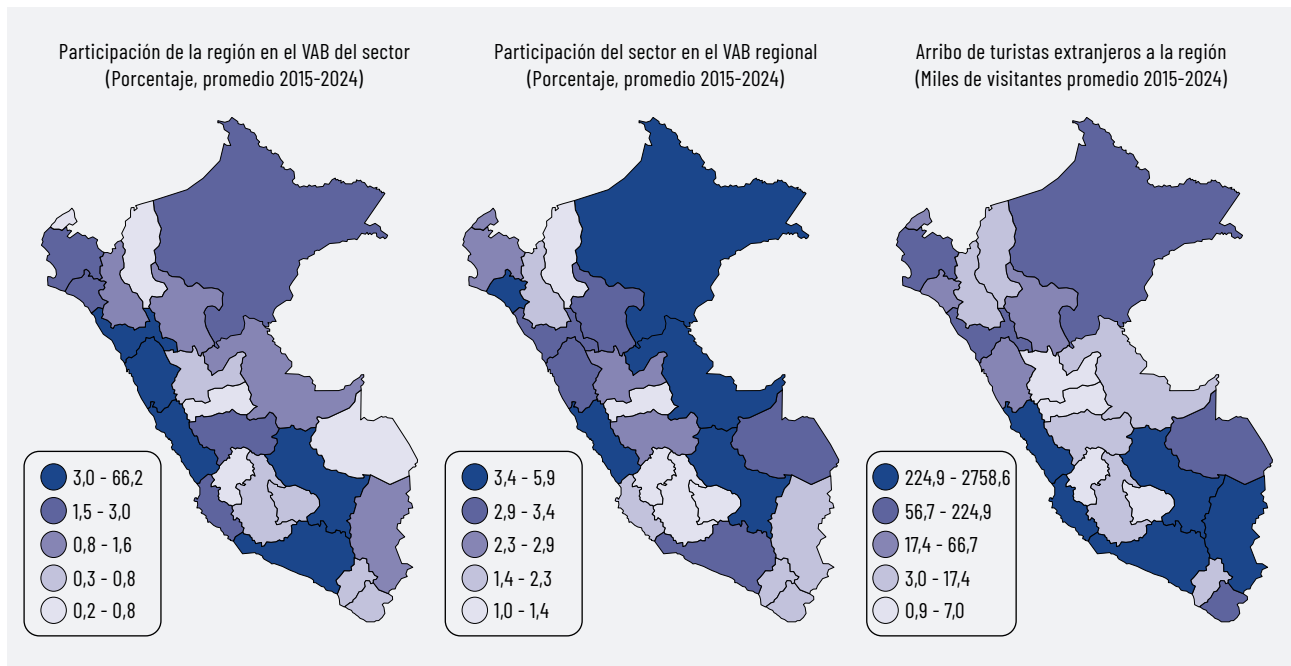 Participación de la región en el VAB del sector
(Porcentaje, promedio 2015-2024)
3,0 - 66,2
1,5 - 3,0
0,8 - 1,6
0,3 - 0,8
0,2 - 0,8
Participación del sector en el VAB regional
(Porcentaje, promedio 2015-2024)
3,4 - 5,9
2,9 - 3,4
2,3 - 2,9
1,4 - 2,3
1,0 - 1,4
Arribo de turistas extranjeros a la región
(Miles de visitantes promedio 2015-2024)
224,9 - 2758,6
56,7 - 224,9
17,4 - 66,7
3,0 - 17,4
0,9 - 7,0